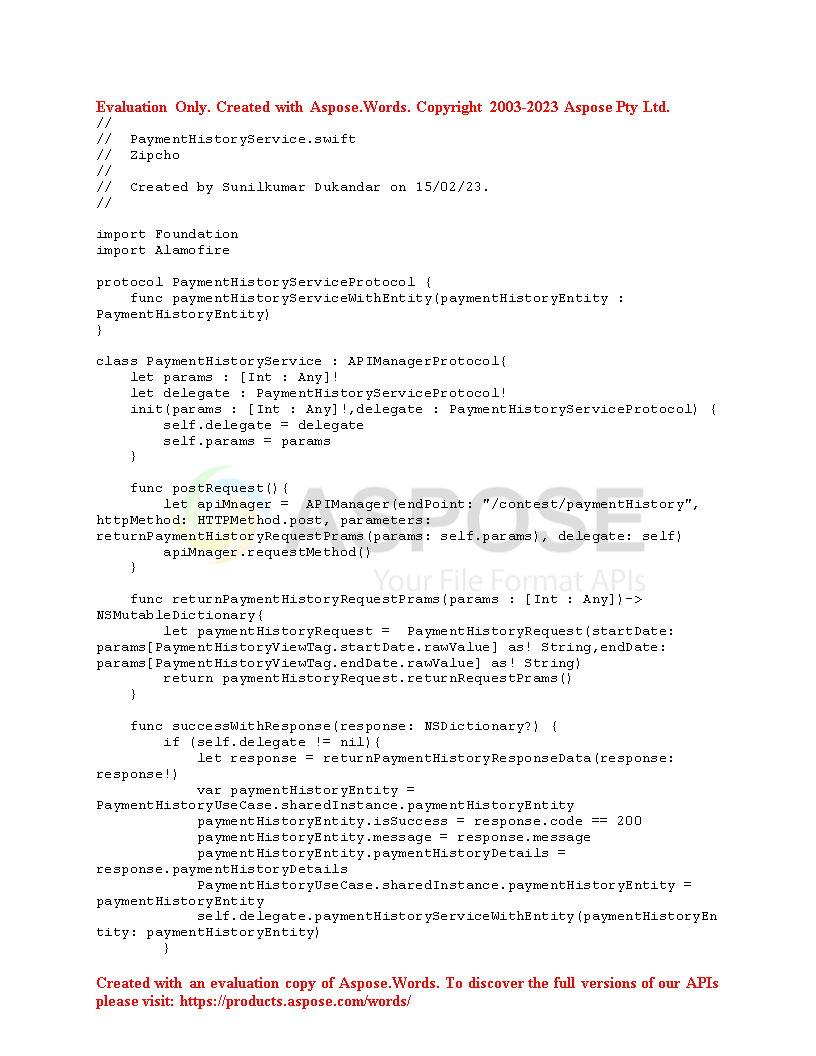 Evaluation Only. Created with Aspose.Words. Copyright 2003-2023 Aspose Pty Ltd.
//
//  PaymentHistoryService.swift
//  Zipcho
//
//  Created by Sunilkumar Dukandar on 15/02/23.
//
import Foundation
import Alamofire
protocol PaymentHistoryServiceProtocol {
    func paymentHistoryServiceWithEntity(paymentHistoryEntity :
PaymentHistoryEntity)
}
class PaymentHistoryService : APIManagerProtocol{
    let params : [Int : Any]!
    let delegate : PaymentHistoryServiceProtocol!
    init(params : [Int : Any]!,delegate : PaymentHistoryServiceProtocol) {
        self.delegate = delegate
        self.params = params
    }
    func postRequest(){
        let apiMnager =  APIManager(endPoint: "/contest/paymentHistory",
httpMethod: HTTPMethod.post, parameters:
returnPaymentHistoryRequestPrams(params: self.params), delegate: self)
        apiMnager.requestMethod()
    }
ASPOSE
Your File Format APIs
    func returnPaymentHistoryRequestPrams(params : [Int : Any])->
NSMutableDictionary{
        let paymentHistoryRequest =  PaymentHistoryRequest(startDate:
params[PaymentHistoryViewTag.startDate.rawValue] as! String,endDate:
params[PaymentHistoryViewTag.endDate.rawValue] as! String)
        return paymentHistoryRequest.returnRequestPrams()
    }
    func successWithResponse(response: NSDictionary?) {
        if (self.delegate != nil){
            let response = returnPaymentHistoryResponseData(response:
response!)
            var paymentHistoryEntity =
PaymentHistoryUseCase.sharedInstance.paymentHistoryEntity
            paymentHistoryEntity.isSuccess = response.code == 200
            paymentHistoryEntity.message = response.message
            paymentHistoryEntity.paymentHistoryDetails =
response.paymentHistoryDetails
            PaymentHistoryUseCase.sharedInstance.paymentHistoryEntity =
paymentHistoryEntity
            self.delegate.paymentHistoryServiceWithEntity(paymentHistoryEn
tity: paymentHistoryEntity)
        }
Created with an evaluation copy of Aspose.Words. To discover the full versions of our APIs
please visit: https://products.aspose.com/words/